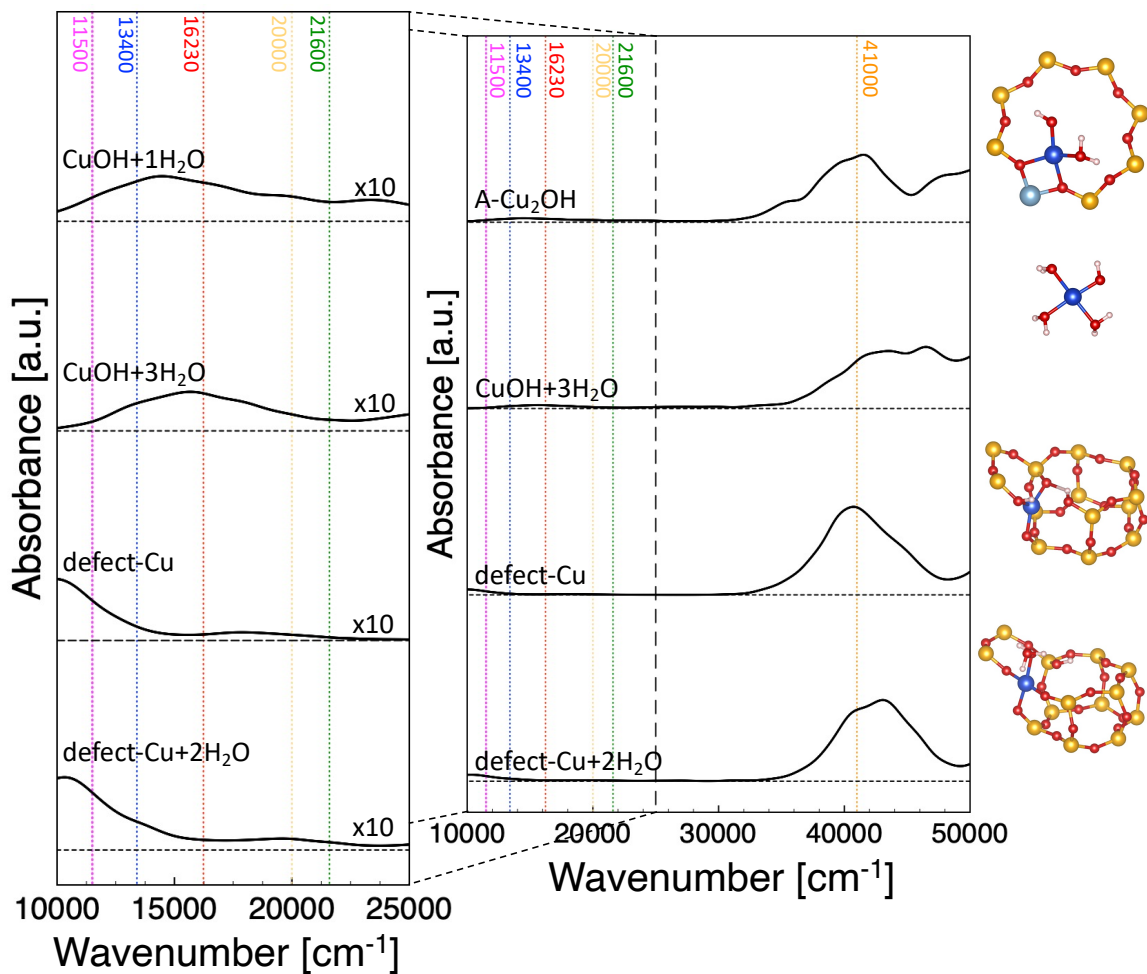 11500
13400
16230
20000
21600
CuOH+1H₂O
x10
CuOH+3H₂O
x10
defect-Cu
x10
defect-Cu+2H₂O
x10
Absorbance [a.u.]
10000 15000 20000 25000
Wavenumber [cm⁻¹]
11500
13400
16230
20000
21600
41000
A-Cu₂OH
CuOH+3H₂O
defect-Cu
defect-Cu+2H₂O
Absorbance [a.u.]
10000 20000 30000 40000 50000
Wavenumber [cm⁻¹]